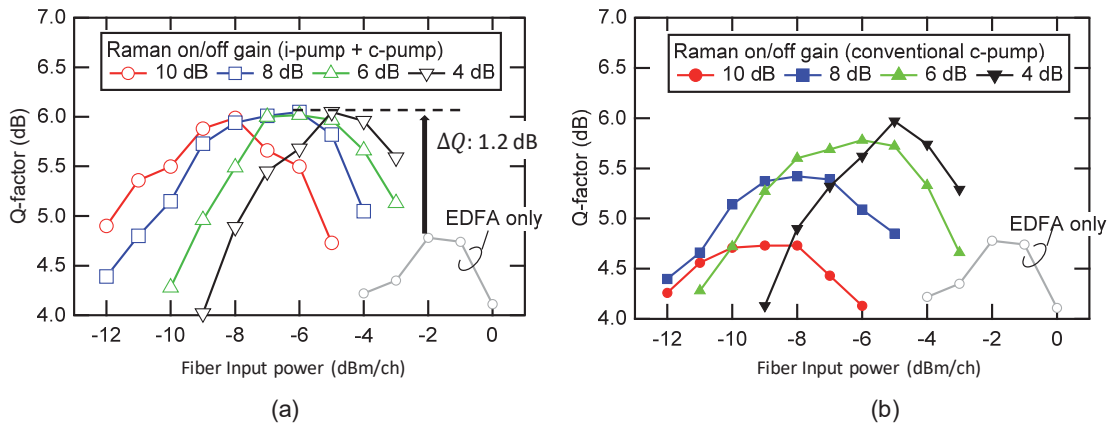 7.0
6.5
6.0
5.5
5.0
4.5
4.0
Q-factor (dB)
Raman on/off gain (i-pump + c-pump)
10 dB 8 dB 6 dB 4 dB
ΔQ: 1.2 dB
EDFA only
-12 -10 -8 -6 -4 -2 0
Fiber Input power (dBm/ch)
(a)
7.0
6.5
6.0
5.5
5.0
4.5
4.0
Q-factor (dB)
Raman on/off gain (conventional c-pump)
10 dB 8 dB 6 dB 4 dB
EDFA only
-12 -10 -8 -6 -4 -2 0
Fiber Input power (dBm/ch)
(b)